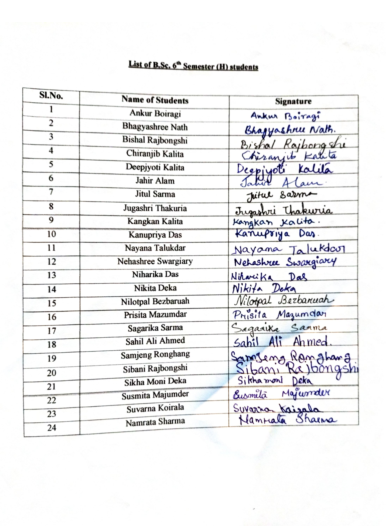 List of B.Sc. 6th Semester (H) students
Sl.No. Name of Students Signature
1 Ankur Boiragi Ankur Boiragi
2 Bhagyashree Nath Bhagyashree Nath.
3 Bishal Rajbongshi Bishal Rajbongshi
4 Chiranjib Kalita Chiranjib Kalita
5 Deepjyoti Kalita Deepjyoti Kalita
6 Jahir Alam Jahir Alam
7 Jitul Sarma Jitul Sarma
8 Jugashri Thakuria Jugashri Thakuria
9 Kangkan Kalita Kangkan Kalita.
10 Kanupriya Das Kanupriya Das
11 Nayana Talukdar Nayana Talukdar
12 Nehashree Swargiary Nehashree Swargiary
13 Niharika Das Niharika Das
14 Nikita Deka Nikita Deka
15 Nilotpal Bezbaruah Nilotpal Bezbaruah
16 Prisita Mazumdar Prisita Mazumdar
17 Sagarika Sarma Sagarika Sarma
18 Sahil Ali Ahmed Sahil Ali Ahmed.
19 Samjeng Ronghang Samjeng Ronghang
20 Sibani Rajbongshi Sibani Rajbongshi
21 Sikha Moni Deka Sikha moni Deka
22 Susmita Majumder Susmita Majumder
23 Suvarna Koirala Suvarna Koirala
24 Namrata Sharma Namrata Sharma